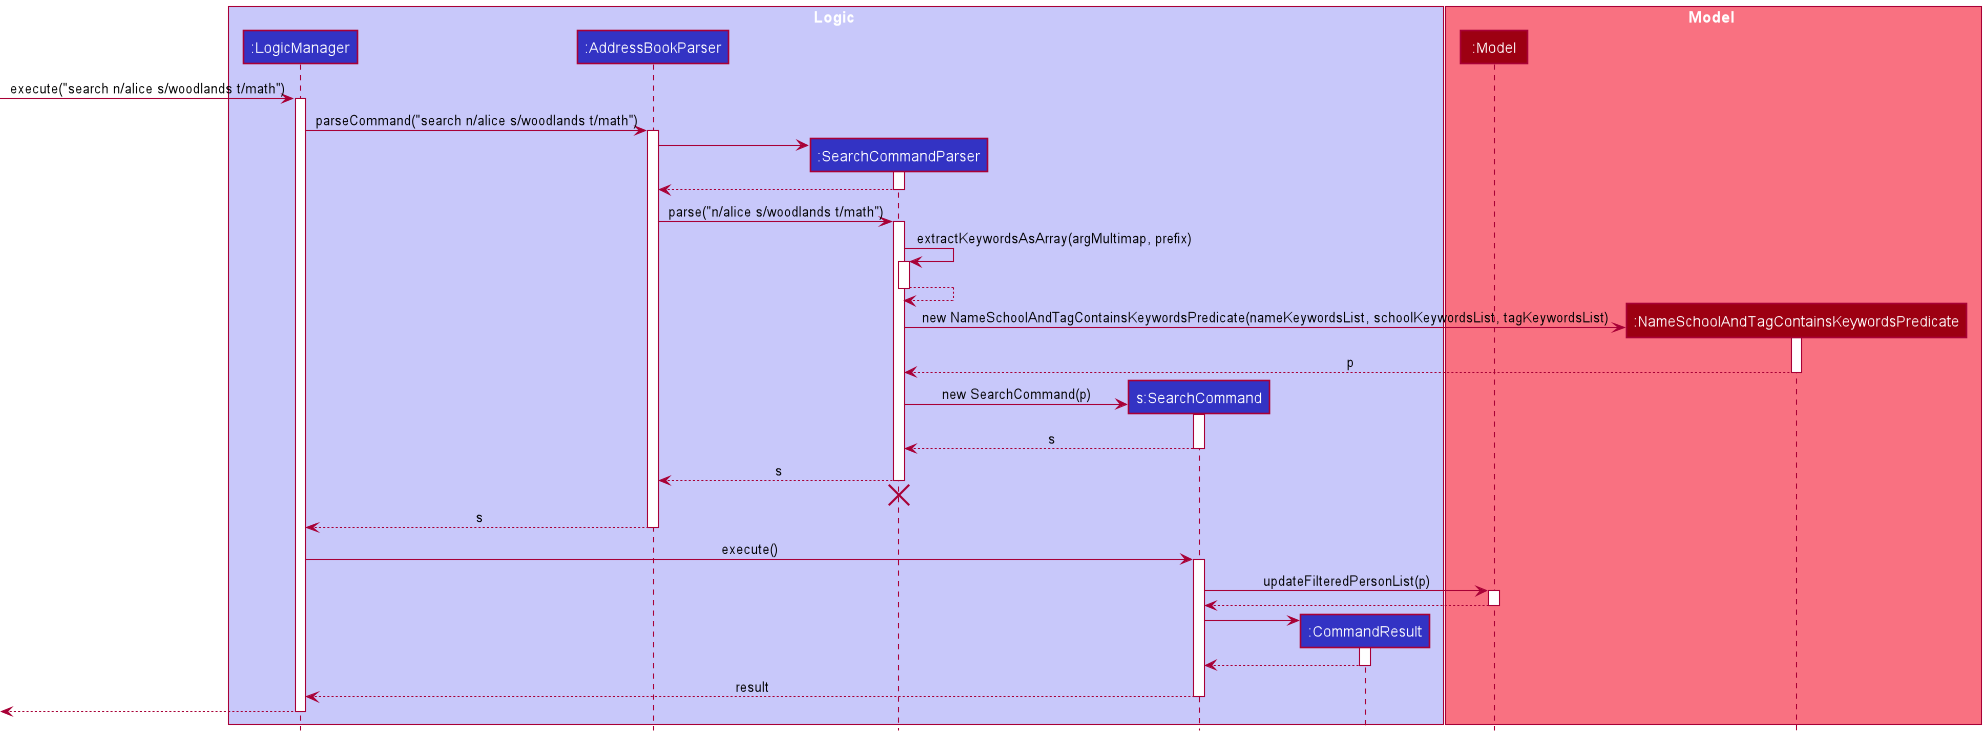 Logic
Model
:LogicManager
:AddressBookParser
:Model
execute("search n/alice s/woodlands t/math")
parseCommand("search n/alice s/woodlands t/math")
:SearchCommandParser
parse("n/alice s/woodlands t/math")
extractKeywordsAsArray(argMultimap, prefix)
new NameSchoolAndTagContainsKeywordsPredicate(nameKeywordsList, schoolKeywordsList, tagKeywordsList)
:NameSchoolAndTagContainsKeywordsPredicate
p
new SearchCommand(p)
s:SearchCommand
s
s
s
execute()
updateFilteredPersonList(p)
:CommandResult
result